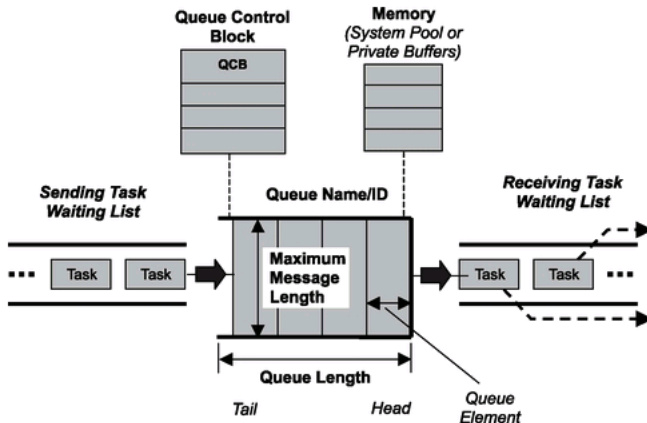 Queue Control
Block
QCB
Memory
(System Pool or
Private Buffers)
Sending Task
Waiting List
Queue Name/ID
Receiving Task
Waiting List
Task
Task
Maximum
Message
Length
Task
Task
Queue Length
Tail
Head
Queue
Element